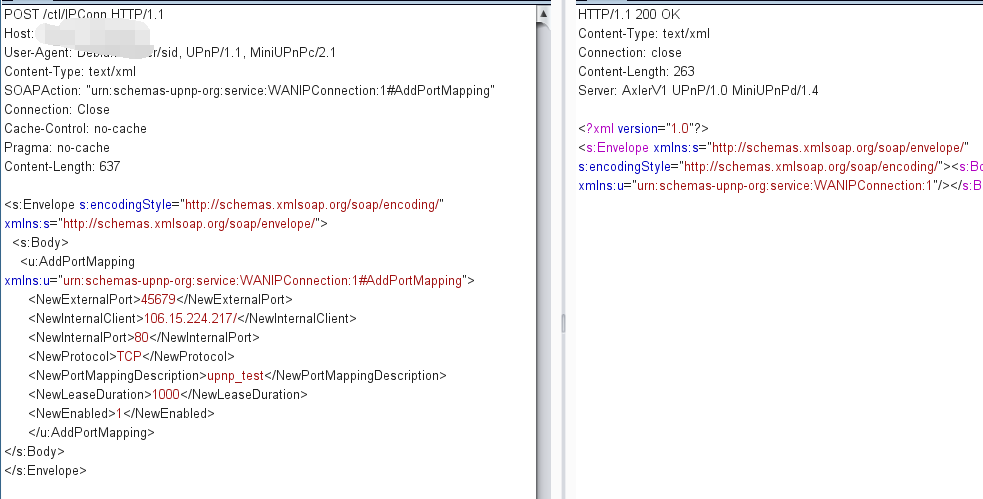 POST /ctl/IPConn HTTP/1.1
Host:
User-Agent: /sid, UPnP/1.1, MiniUPnPc/2.1
Content-Type: text/xml
SOAPAction: "urn:schemas-upnp-org:service:WANIPConnection:1#AddPortMapping"
Connection: Close
Cache-Control: no-cache
Pragma: no-cache
Content-Length: 637
<s:Envelope s:encodingStyle="http://schemas.xmlsoap.org/soap/encoding/"
xmlns:s="http://schemas.xmlsoap.org/soap/envelope/">
<s:Body>
<u:AddPortMapping
xmlns:u="urn:schemas-upnp-org:service:WANIPConnection:1#AddPortMapping">
<NewExternalPort>45679</NewExternalPort>
<NewInternalClient>106.15.224.217/</NewInternalClient>
<NewInternalPort>80</NewInternalPort>
<NewProtocol>TCP</NewProtocol>
<NewPortMappingDescription>upnp_test</NewPortMappingDescription>
<NewLeaseDuration>1000</NewLeaseDuration>
<NewEnabled>1</NewEnabled>
</u:AddPortMapping>
</s:Body>
</s:Envelope>
HTTP/1.1 200 OK
Content-Type: text/xml
Connection: close
Content-Length: 263
Server: AxlerV1 UPnP/1.0 MiniUPnPd/1.4
<?xml version="1.0"?>
<s:Envelope xmlns:s="http://schemas.xmlsoap.org/soap/envelope/"
s:encodingStyle="http://schemas.xmlsoap.org/soap/encoding/"><s:Bo
xmlns:u="urn:schemas-upnp-org:service:WANIPConnection:1"/></s:B